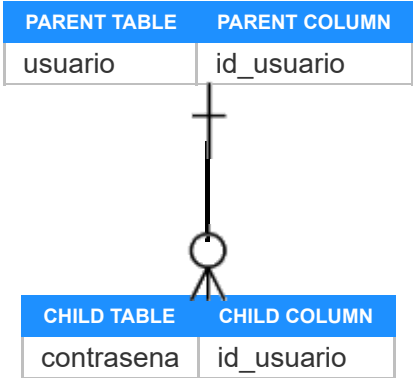 PARENT TABLE PARENT COLUMN
usuario id_usuario
CHILD TABLE CHILD COLUMN
contrasena id_usuario